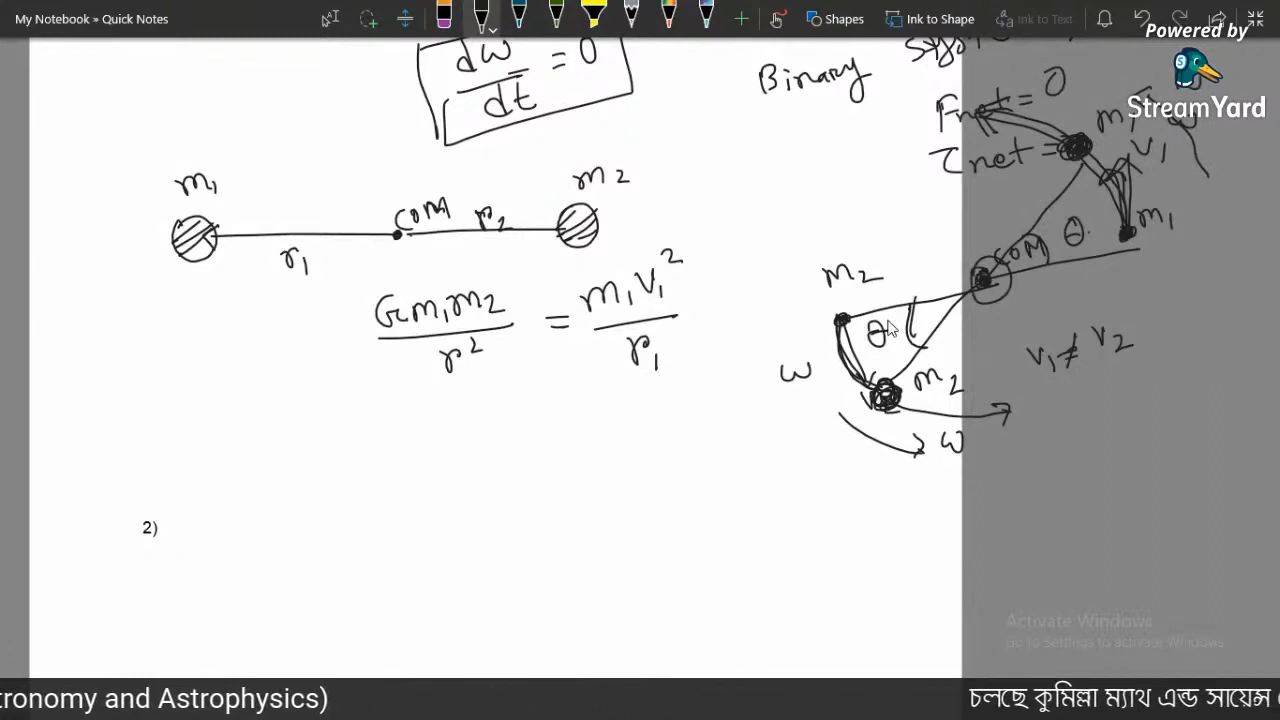 My Notebook » Quick Notes
Shapes
Ink to Shape
Ink to Text
Powered by
StreamYard
dω/dt = 0
Binary
Fnet = 0
τnet =
m1
v1
m1
COM
θ
m1
COM
r2
m2
r1
Gm1m2/r² = m1v1²/r1
m2
θ
ω
m2
ω
v1 ≠ v2
2)
Activate Windows
Go to Settings to activate Windows.
tronomy and Astrophysics)
চলছে কুমিল্লা ম্যাথ এন্ড সায়েন্স